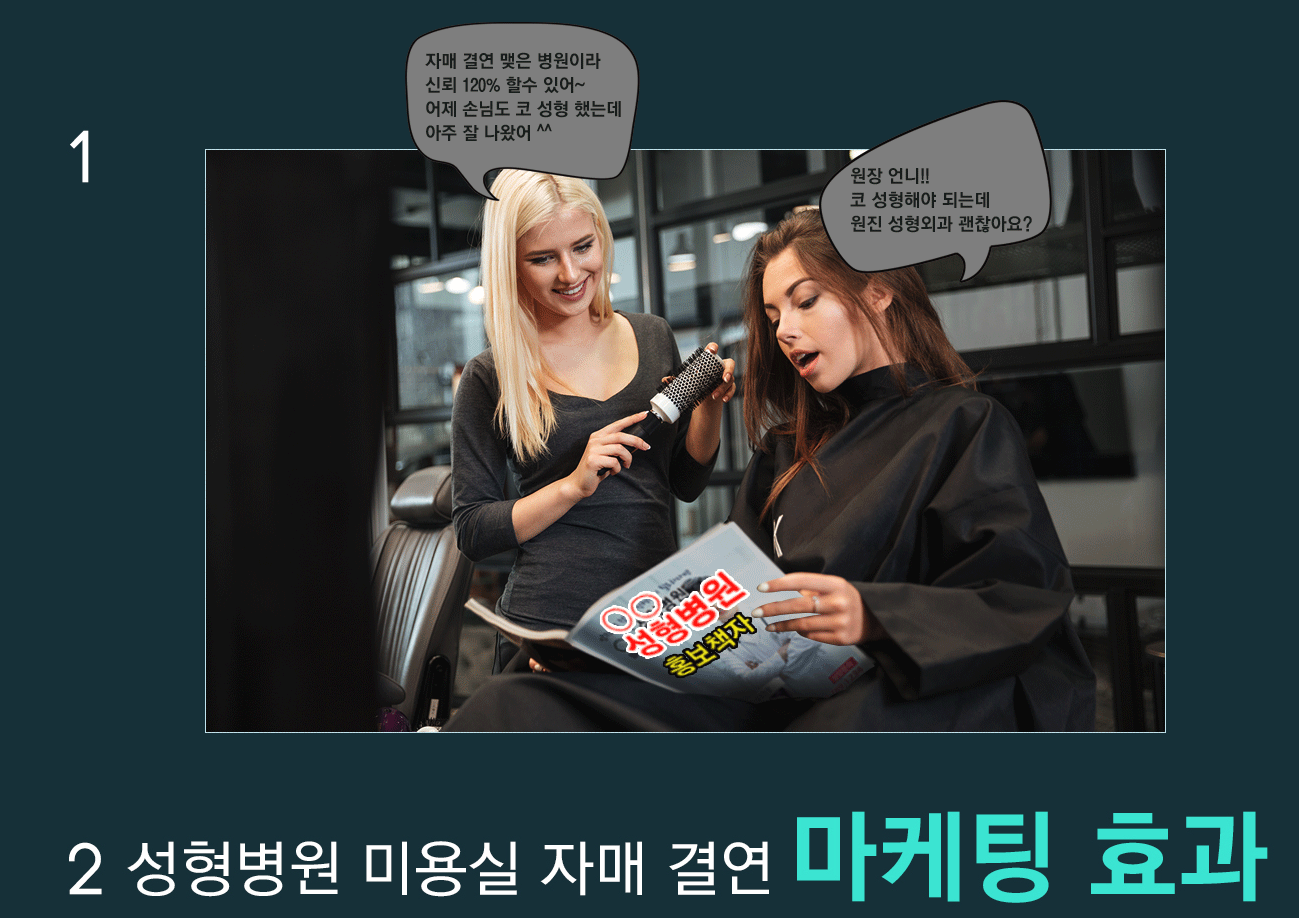 자매 결연 맺은 병원이라
신뢰 120% 할수 있어~
어제 손님도 코 성형 했는데
아주 잘 나왔어 ^^
1
원장 언니!!
코 성형해야 되는데
원진 성형외과 괜찮아요?
○○
성형병원
홍보책자
2 성형병원 미용실 자매 결연 마케팅 효과